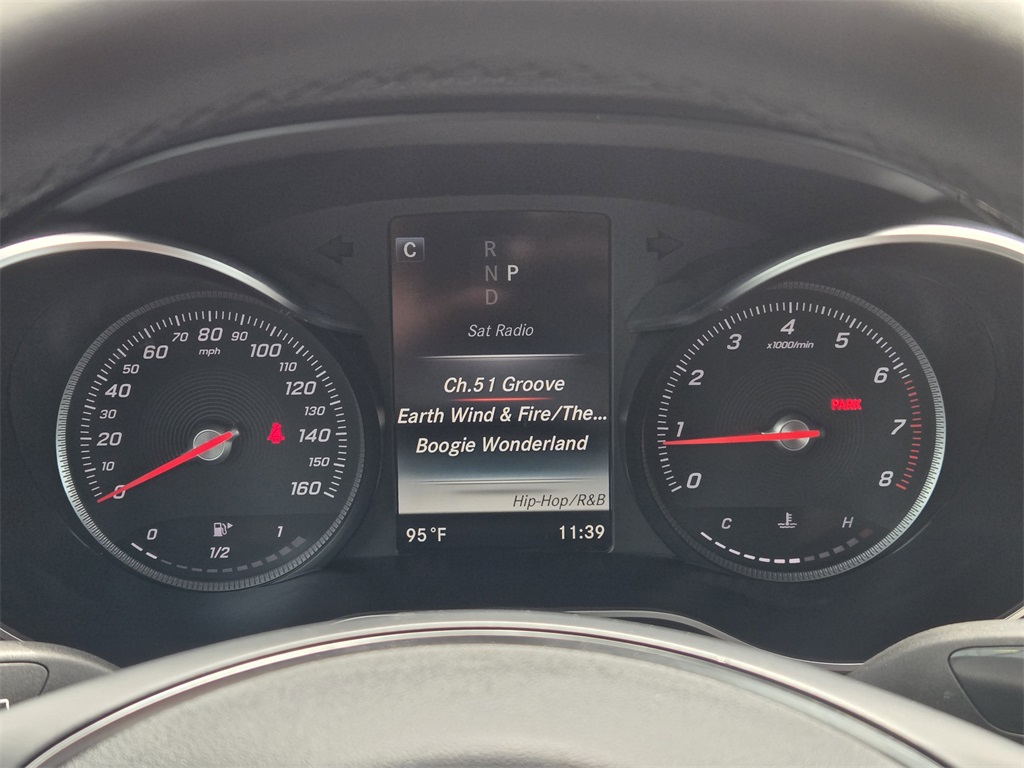 0
10
20
30
40
50
60
70
80
90
100
110
120
130
140
150
160
mph
0
1/2
1
C
R
N P
D
Sat Radio
Ch.51 Groove
Earth Wind & Fire/The...
Boogie Wonderland
Hip-Hop/R&B
95°F 11:39
0
1
2
3
4
5
6
7
8
x1000/min
PARK
C H